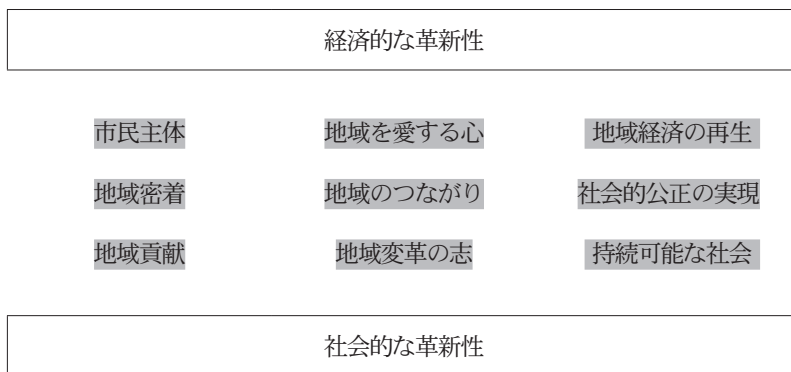 経済的な革新性
市民主体 地域を愛する心 地域経済の再生
地域密着 地域のつながり 社会的公正の実現
地域貢献 地域変革の志 持続可能な社会
社会的な革新性